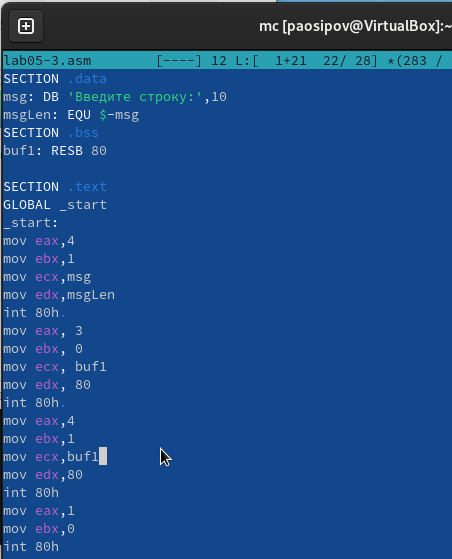 mc [paosipov@VirtualBox]:~
lab05-3.asm [----] 12 L:[ 1+21 22/ 28] *(283 /
SECTION .data
msg: DB 'Введите строку:',10
msgLen: EQU $-msg
SECTION .bss
buf1: RESB 80
SECTION .text
GLOBAL _start
_start:
mov eax,4
mov ebx,1
mov ecx,msg
mov edx,msgLen
int 80h.
mov eax, 3
mov ebx, 0
mov ecx, buf1
mov edx, 80
int 80h.
mov eax,4
mov ebx,1
mov ecx,buf1
mov edx,80
int 80h
mov eax,1
mov ebx,0
int 80h